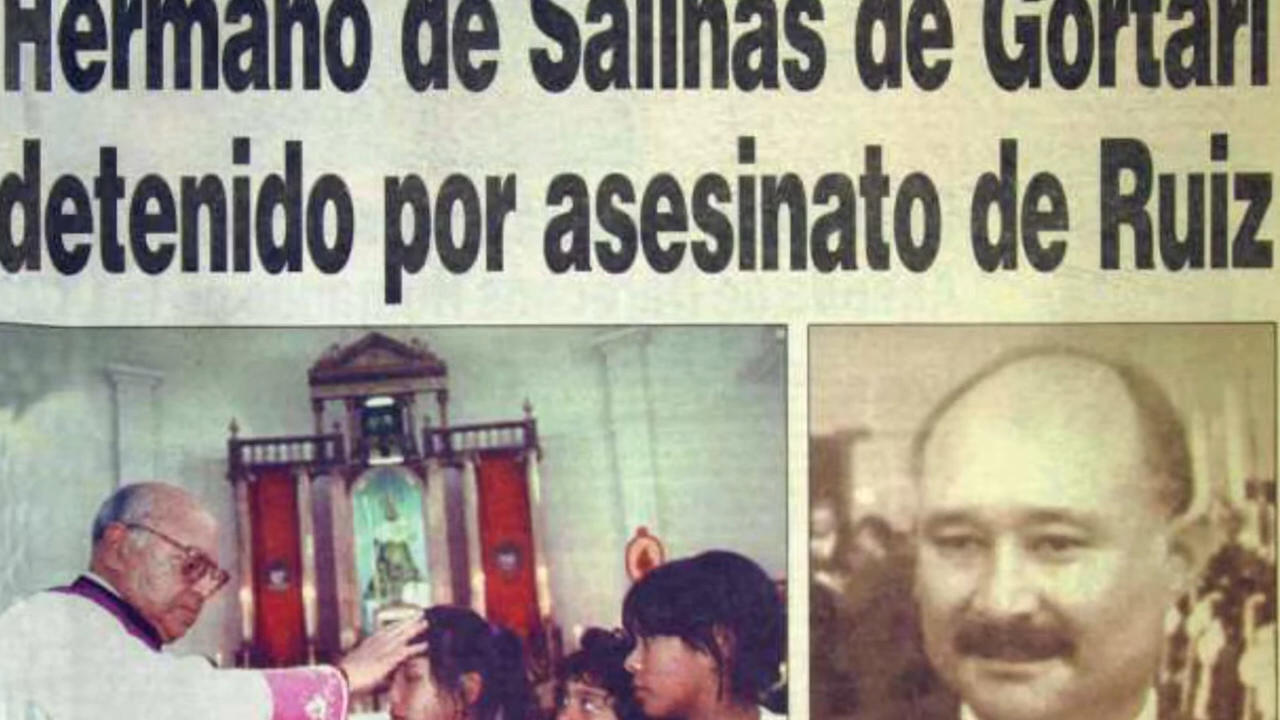 Hermano de Salinas de Gortari
detenido por asesinato de Ruiz